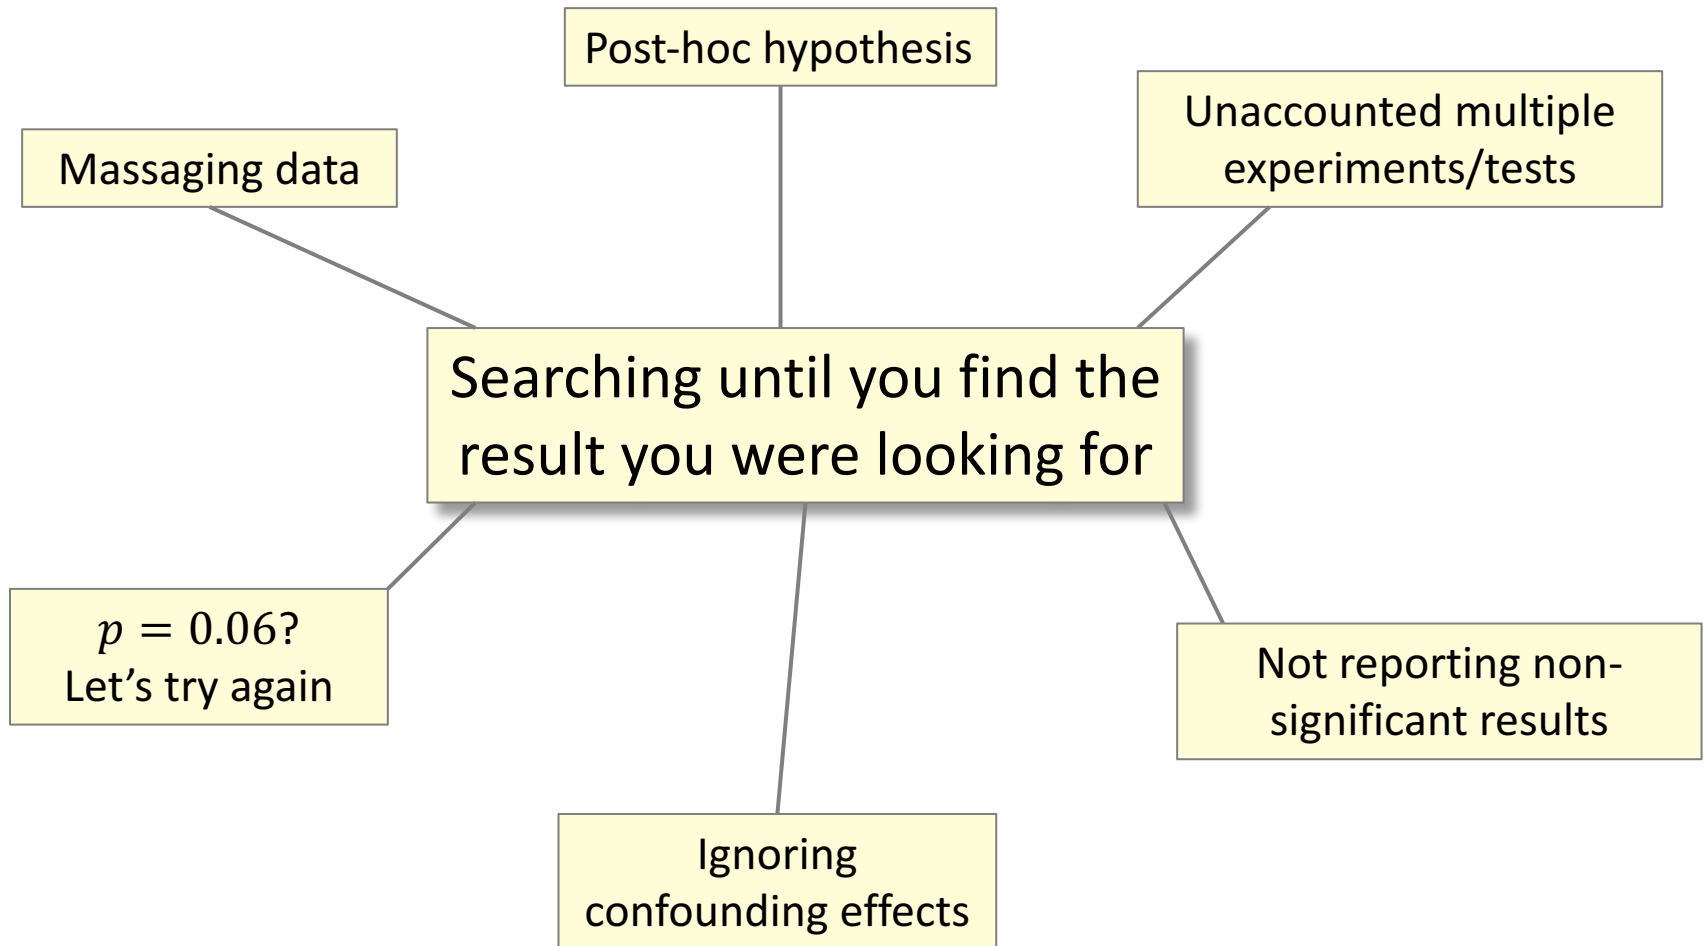 Post-hoc hypothesis
Unaccounted multiple
experiments/tests
Massaging data
Searching until you find the
result you were looking for
p = 0.06?
Let’s try again
Not reporting non-
significant results
Ignoring
confounding effects